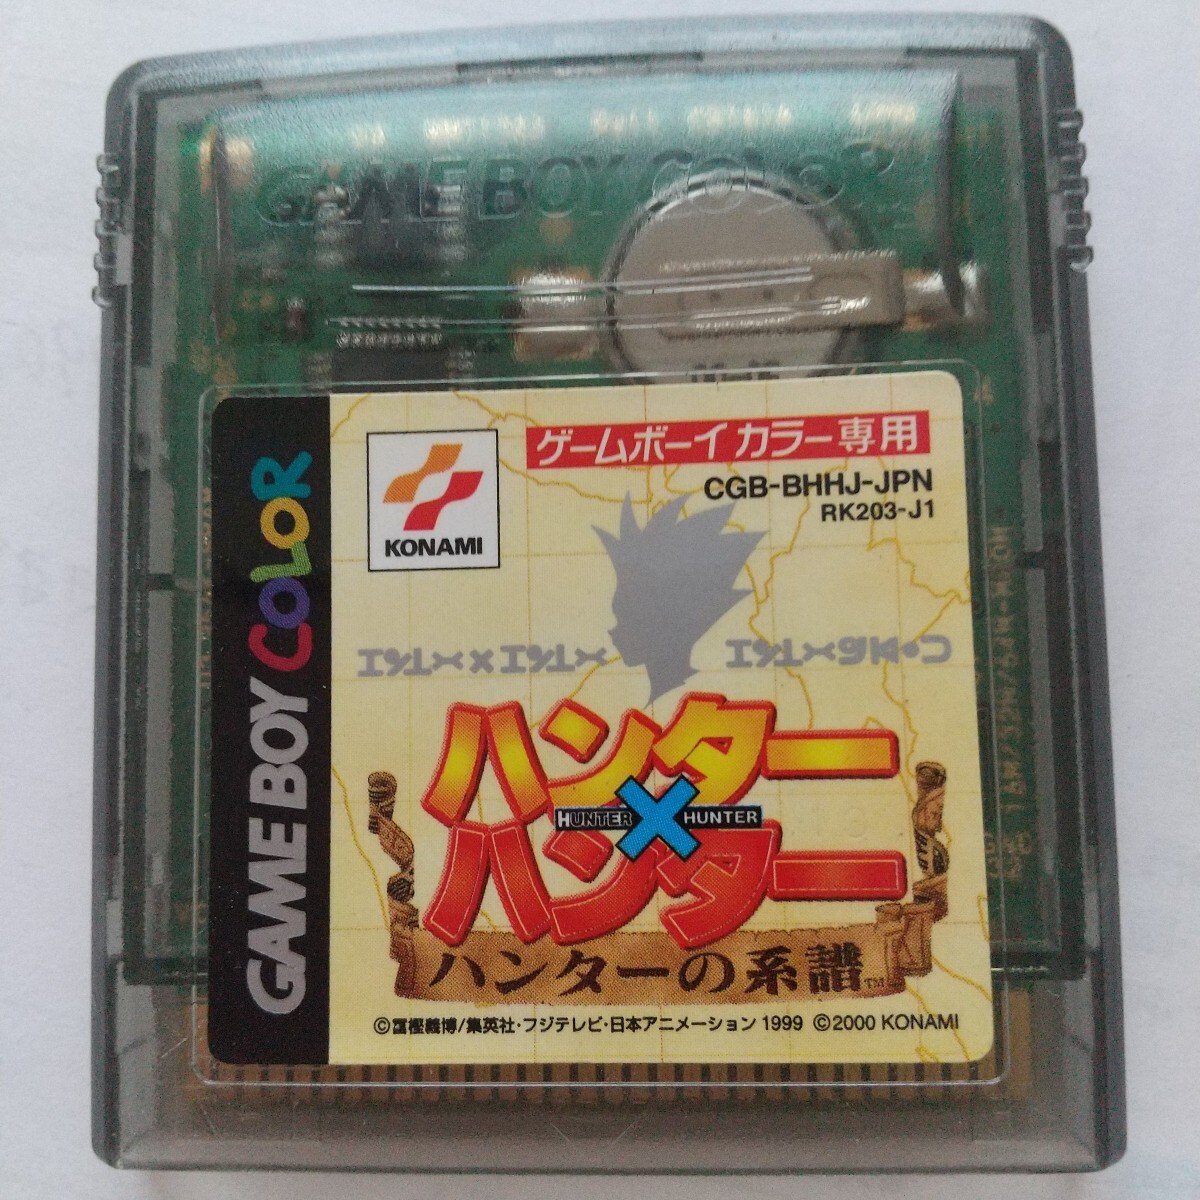 GAME BOY COLOR
GAME BOY COLOR
KONAMI
ゲームボーイカラー専用
CGB-BHHJ-JPN
RK203-J1
ハンター
HUNTER X HUNTER
ハンター
ハンターの系譜™
©冨樫義博/集英社・フジテレビ・日本アニメーション 1999 ©2000 KONAMI